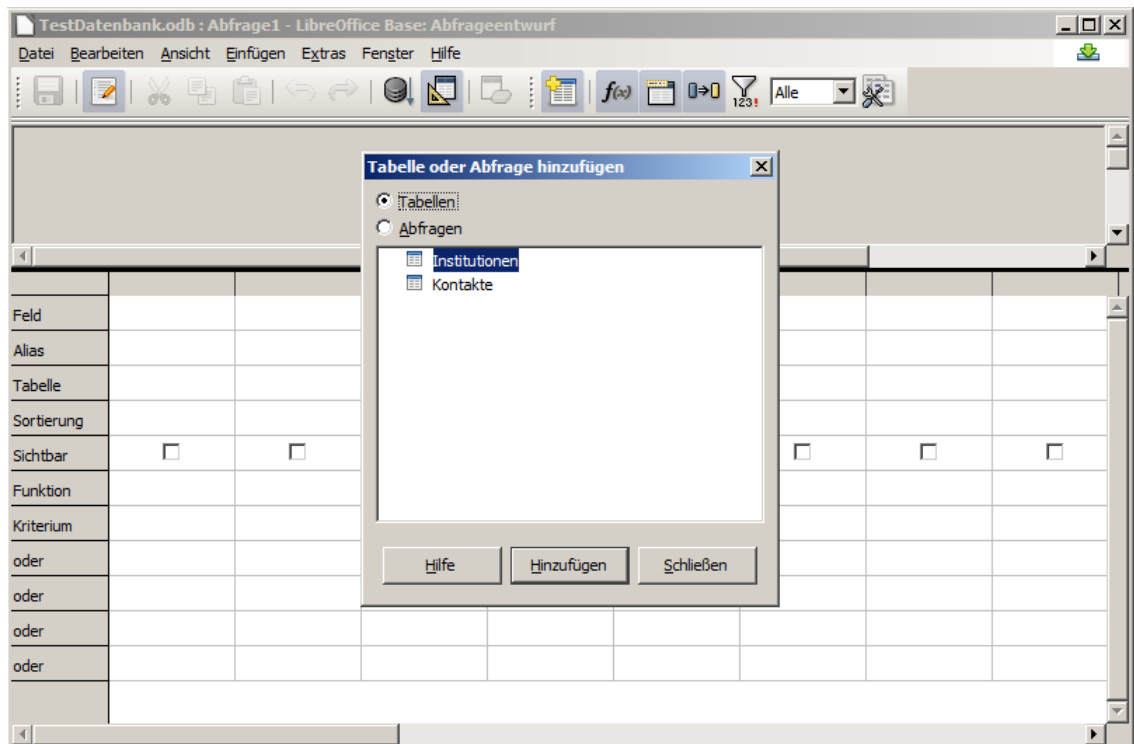 TestDatenbank.odb : Abfrage1 - LibreOffice Base: Abfrageentwurf
Datei Bearbeiten Ansicht Einfügen Extras Fenster Hilfe
f(x) 123! Alle
Tabelle oder Abfrage hinzufügen
Tabellen
Abfragen
Institutionen
Kontakte
Feld
Alias
Tabelle
Sortierung
Sichtbar
Funktion
Kriterium
oder
Hilfe Hinzufügen Schließen
oder
oder
oder